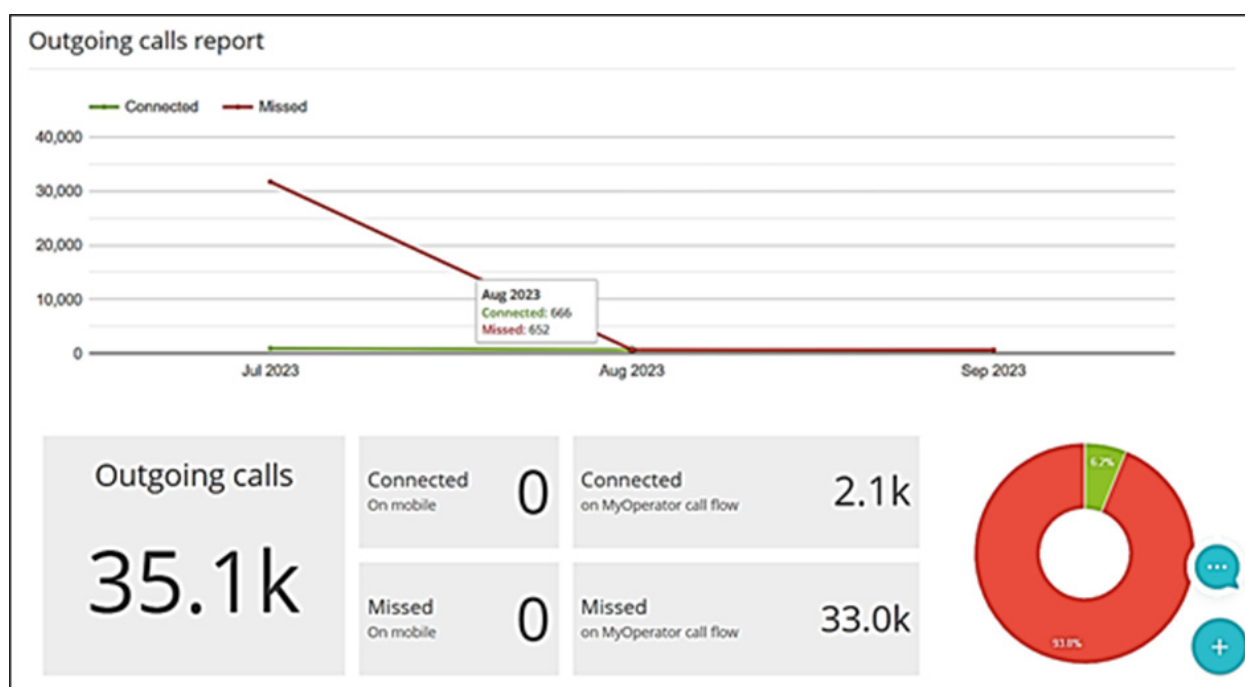 Outgoing calls report
Connected Missed
40,000
30,000
20,000
10,000
0
Aug 2023
Connected: 666
Missed: 652
Jul 2023 Aug 2023 Sep 2023
Outgoing calls
35.1k
Connected
On mobile
0
Connected
on MyOperator call flow
2.1k
Missed
On mobile
0
Missed
on MyOperator call flow
33.0k
6.2%
93.8%